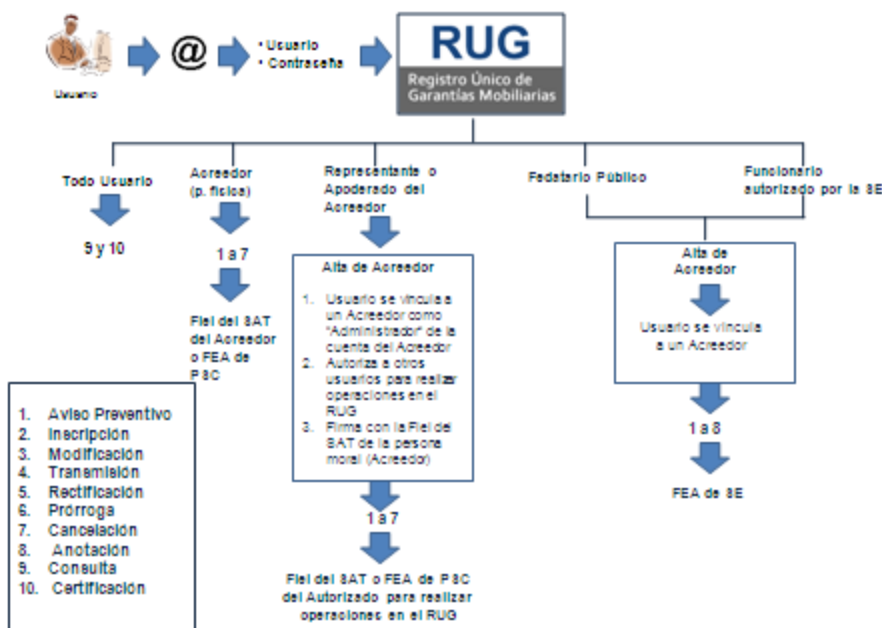 Usuario
@
• Usuario
• Contraseña
RUG
Registro Único de
Garantías Mobiliarias
Todo Usuario
9 y 10
Acreedor
(p. física)
1 a 7
Fiel del SAT
del Acreedor
o FEA de
PSC
Representante o
Apoderado del
Acreedor
Alta de Acreedor
1. Usuario se vincula a
un Acreedor como
"Administrador" de la
cuenta del Acreedor
2. Autoriza a otros
usuarios para realizar
operaciones en el
RUG
3. Firma con la Fiel del
SAT de la persona
moral (Acreedor)
1 a 7
Fiel del SAT o FEA de PSC
del Autorizado para realizar
operaciones en el RUG
Fedatario Público
Funcionario
autorizado por la SE
Alta de
Acreedor
Usuario se vincula
a un Acreedor
1 a 8
FEA de SE
1. Aviso Preventivo
2. Inscripción
3. Modificación
4. Transmisión
5. Rectificación
6. Prórroga
7. Cancelación
8. Anotación
9. Consulta
10. Certificación